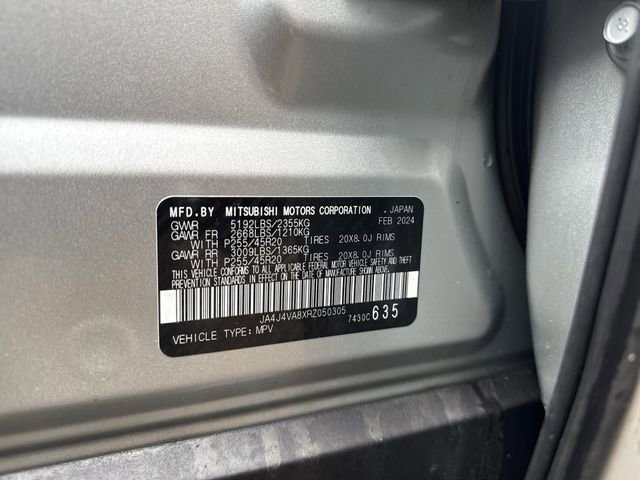 MFD.BY MITSUBISHI MOTORS CORPORATION . JAPAN
GVWR 5192LBS/2355KG FEB 2024
GAWR FR 2668LBS/1210KG
WITH P255/45R20 TIRES 20X8.0J RIMS
GAWR RR 3009LBS/1365KG
WITH P255/45R20 TIRES 20X8.0J RIMS
THIS VEHICLE CONFORMS TO ALL APPLICABLE FEDERAL MOTOR VEHICLE SAFETY AND THEFT
PREVENTION STANDARDS IN EFFECT ON THE DATE OF MANUFACTURE SHOWN ABOVE.
JA4J4VA8XRZ050305 7430C 635
VEHICLE TYPE: MPV